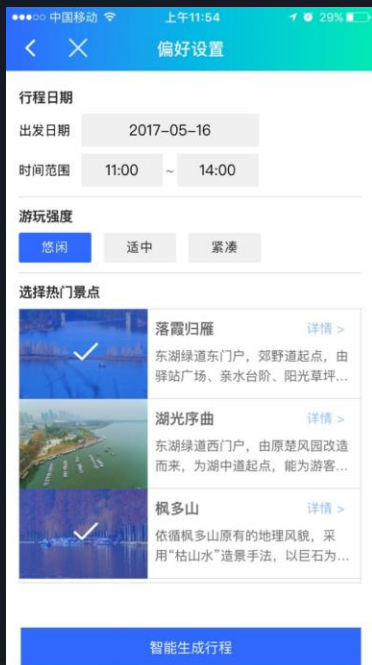 中国移动 上午11:54 29%
偏好设置
行程日期
出发日期 2017-05-16
时间范围 11:00 ~ 14:00
游玩强度
悠闲 适中 紧凑
选择热门景点
落霞归雁 详情 >
东湖绿道东门户，郊野道起点，由
驿站广场、亲水台阶、阳光草坪...
湖光序曲 详情 >
东湖绿道西门户，由原楚风园改造
而来，为湖中道起点，能为游客...
枫多山 详情 >
依循枫多山原有的地理风貌，采
用“枯山水”造景手法，以巨石为...
智能生成行程